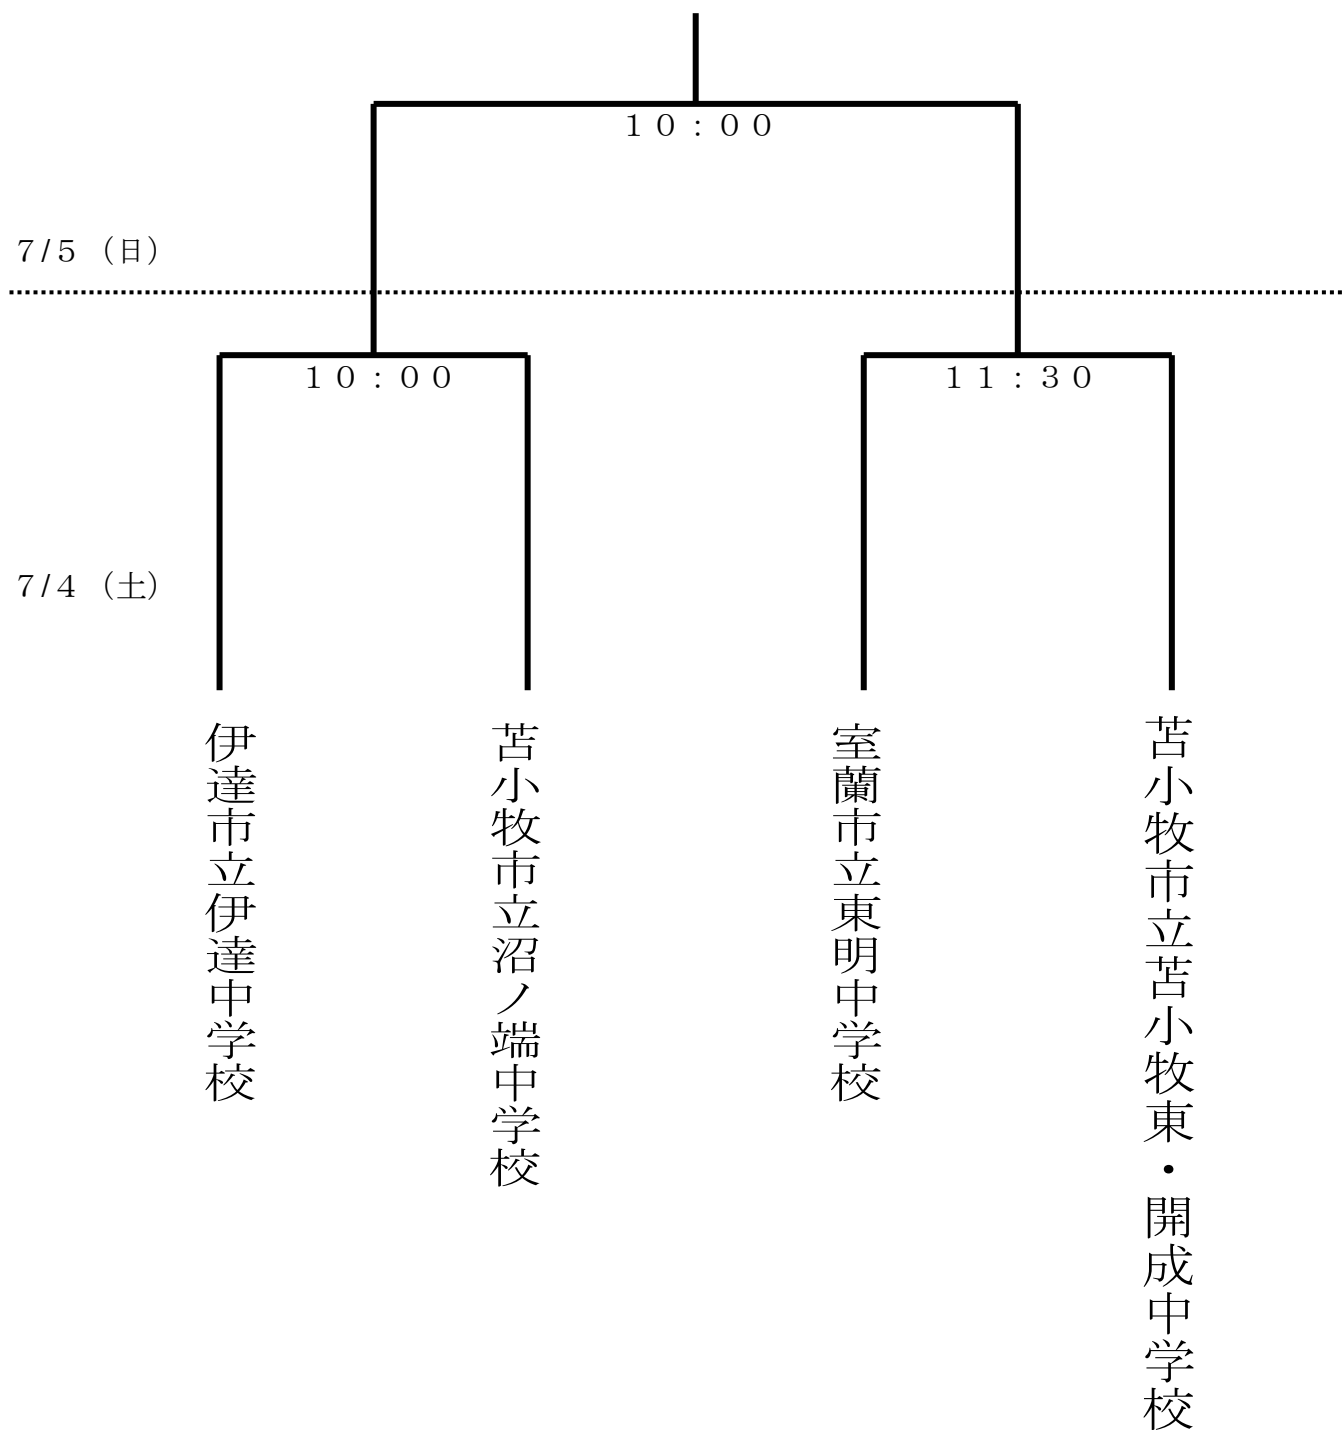 １０：００
7/5 （日）
１０：００
１１：３０
7/4 （土）
伊達市立伊達中学校
苫小牧市立沼ノ端中学校
室蘭市立東明中学校
苫小牧市立苫小牧東・開成中学校